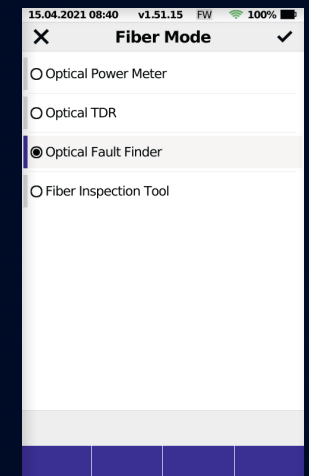 15.04.2021 08:40 v1.51.15 FW 100%
Fiber Mode
Optical Power Meter
Optical TDR
Optical Fault Finder
Fiber Inspection Tool